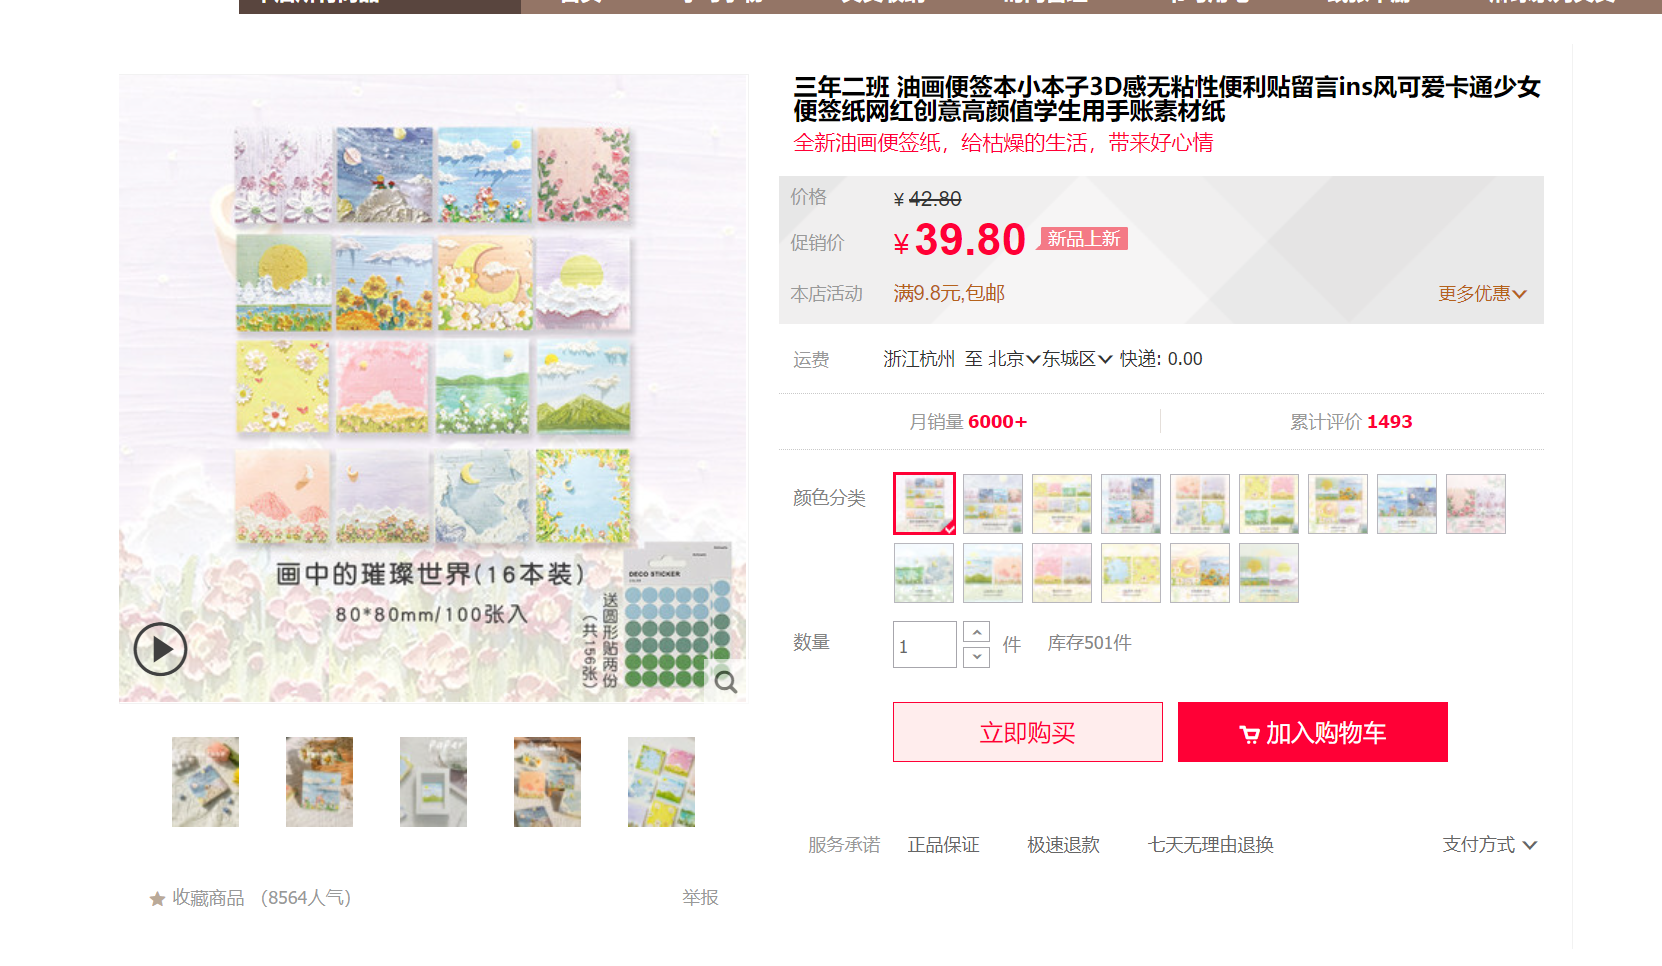 三年二班 油画便签本小本子3D感无粘性便利贴留言ins风可爱卡通少女
便签纸网红创意高颜值学生用手账素材纸
全新油画便签纸，给枯燥的生活，带来好心情
价格 ¥ 42.80
促销价 ¥ 39.80 新品上新
本店活动 满9.8元,包邮 更多优惠
运费 浙江杭州 至 北京 东城区 快递: 0.00
月销量 6000+ 累计评价 1493
颜色分类
数量 1 件 库存501件
立即购买 加入购物车
服务承诺 正品保证 极速退款 七天无理由退换 支付方式
画中的璀璨世界(16本装)
80*80mm/100张入
DECO STICKER
送圆形贴两份
(共156张)
收藏商品 （8564人气） 举报